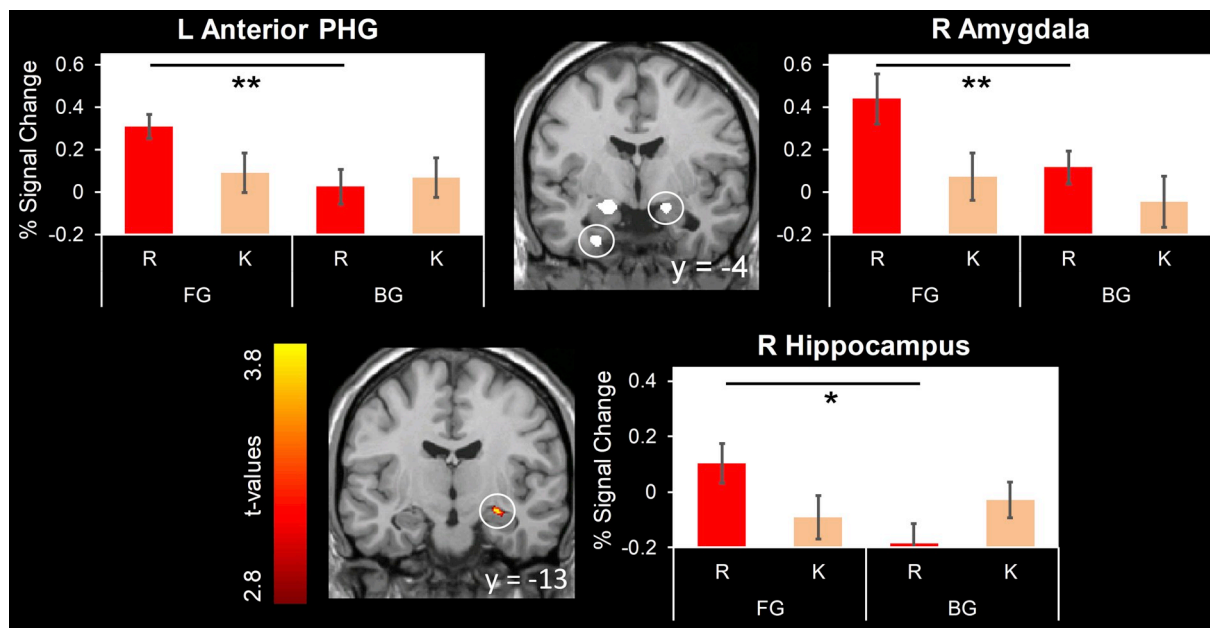 L Anterior PHG
% Signal Change
0.6
0.4
0.2
0
-0.2
**
R K R K
FG BG
y = -4
R Amygdala
0.6
0.4
0.2
0
-0.2
**
R K R K
FG BG
3.8
t-values
2.8
y = -13
R Hippocampus
% Signal Change
0.4
0.2
0
-0.2
*
R K R K
FG BG